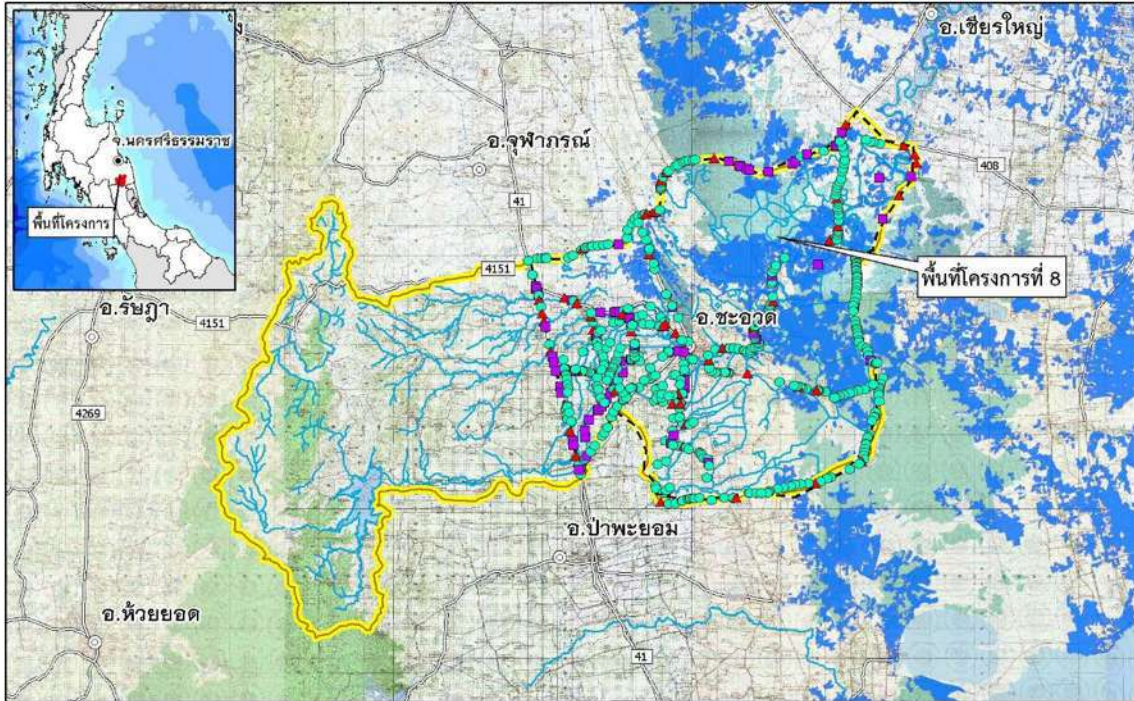 อ.เชียรใหญ่
จ.นครศรีธรรมราช
พื้นที่โครงการ
อ.จุฬาภรณ์
408
41
4151
พื้นที่โครงการที่ 8
อ.รัษฎา
4151
อ.ชะอวด
4269
อ.ป่าพะยอม
อ.ห้วยยอด
41